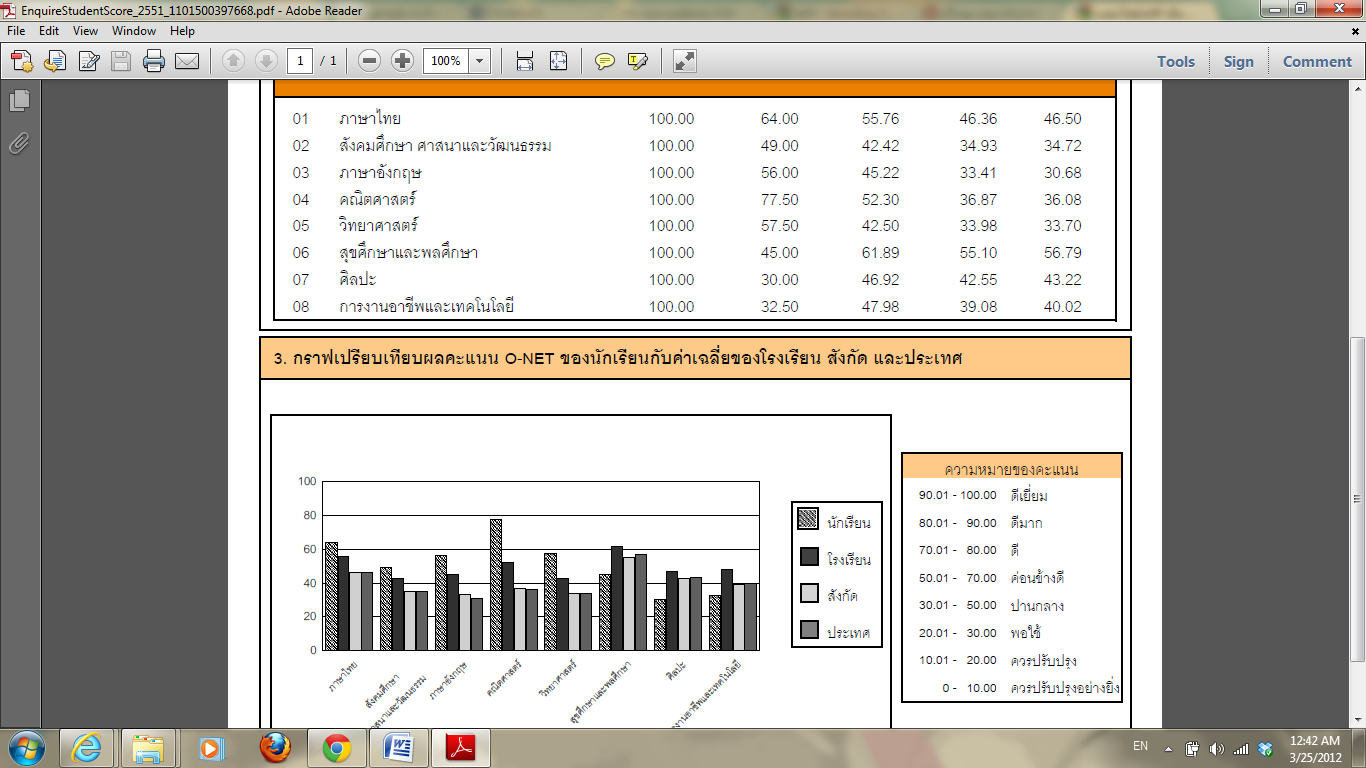 EnquireStudentScore_2551_1101500397668.pdf - Adobe Reader
File Edit View Window Help
1 / 1 100% Tools Sign Comment
01 ภาษาไทย 100.00 64.00 55.76 46.36 46.50
02 สังคมศึกษา ศาสนาและวัฒนธรรม 100.00 49.00 42.42 34.93 34.72
03 ภาษาอังกฤษ 100.00 56.00 45.22 33.41 30.68
04 คณิตศาสตร์ 100.00 77.50 52.30 36.87 36.08
05 วิทยาศาสตร์ 100.00 57.50 42.50 33.98 33.70
06 สุขศึกษาและพลศึกษา 100.00 45.00 61.89 55.10 56.79
07 ศิลปะ 100.00 30.00 46.92 42.55 43.22
08 การงานอาชีพและเทคโนโลยี 100.00 32.50 47.98 39.08 40.02
3. กราฟเปรียบเทียบผลคะแนน O-NET ของนักเรียนกับค่าเฉลี่ยของโรงเรียน สังกัด และประเทศ
100
80
60
40
20
0
ภาษาไทย
สังคมศึกษา
าสนาและวัฒนธรรม
ภาษาอังกฤษ
คณิตศาสตร์
วิทยาศาสตร์
สุขศึกษาและพลศึกษา
ศิลปะ
รงานอาชีพและเทคโนโลยี
นักเรียน
โรงเรียน
สังกัด
ประเทศ
ความหมายของคะแนน
90.01 - 100.00 ดีเยี่ยม
80.01 - 90.00 ดีมาก
70.01 - 80.00 ดี
50.01 - 70.00 ค่อนข้างดี
30.01 - 50.00 ปานกลาง
20.01 - 30.00 พอใช้
10.01 - 20.00 ควรปรับปรุง
0 - 10.00 ควรปรับปรุงอย่างยิ่ง
EN
12:42 AM
3/25/2012